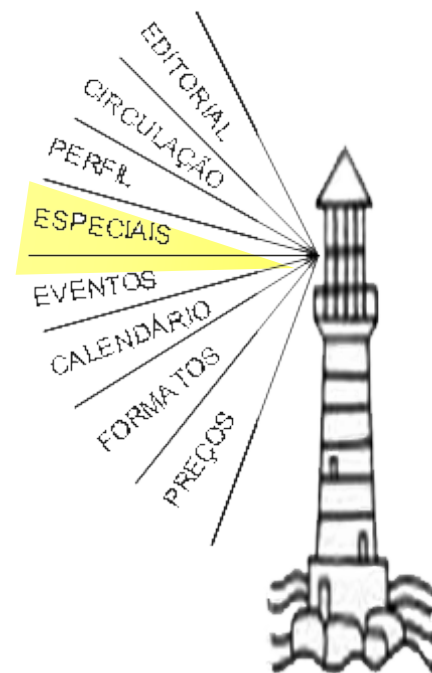 EDITORIAL
CIRCULAÇÃO
PERFIL
ESPECIAIS
EVENTOS
CALENDÁRIO
FORMATOS
PREÇOS